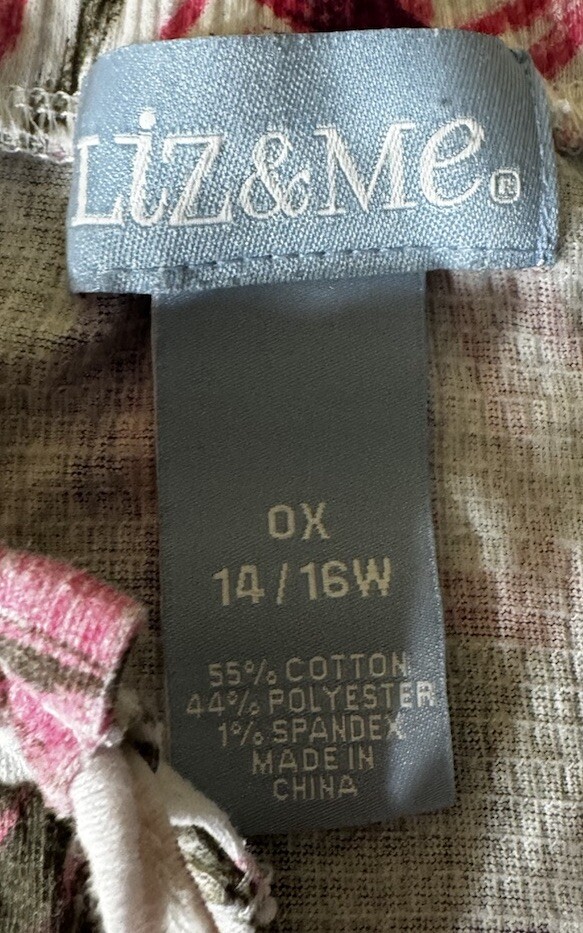 Liz&Me®
0X
14/16W
55% COTTON
44% POLYESTER
1% SPANDEX
MADE IN
CHINA